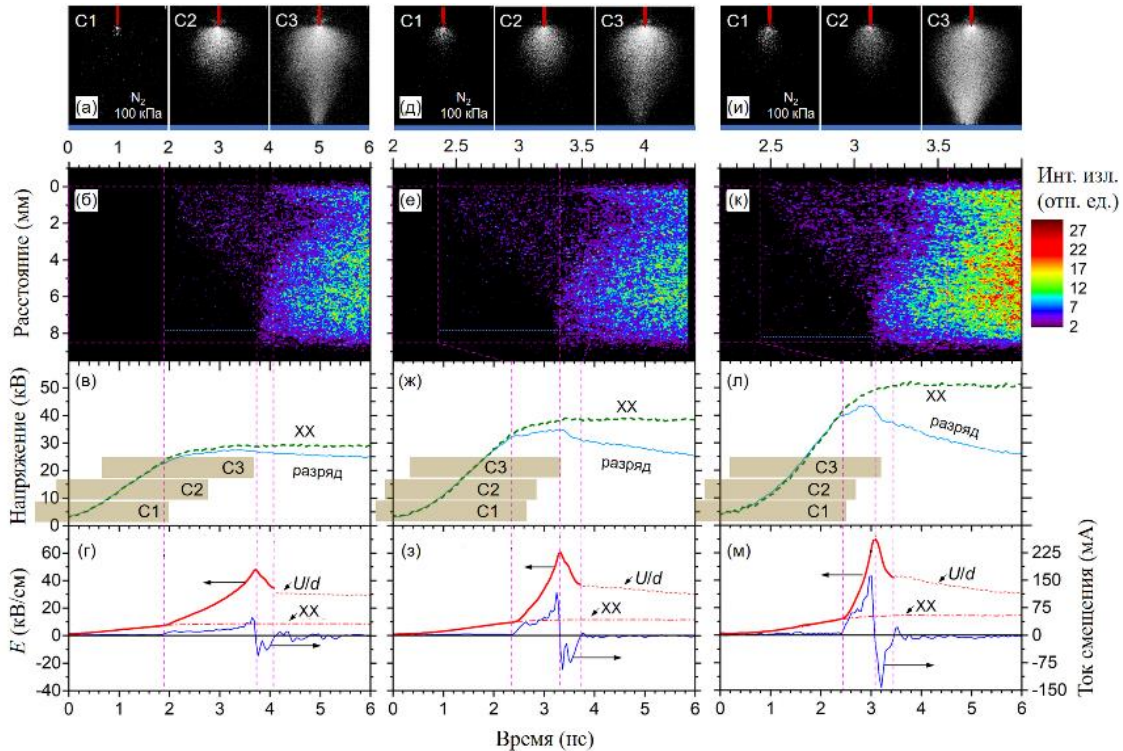 C1 C2 C3 C1 C2 C3 C1 C2 C3
N2 N2 N2
(а) 100 кПа (д) 100 кПа (и) 100 кПа
0 1 2 3 4 5 6 2 2.5 3 3.5 4 2.5 3 3.5
Расстояние (мм)
0
2
4
6
8
(б) (е) (к)
Инт. изл.
(отн. ед.)
27
22
17
12
7
2
Напряжение (кВ)
50
40
30
20
10
0
(в) XX разряд C3 C2 C1
(ж) XX разряд C3 C2 C1
(л) XX разряд C3 C2 C1
E (кВ/см)
60
40
20
0
-20
-40
(г) U/d XX
(з) U/d XX
(м) U/d XX
225
150
75
0
-75
-150
Ток смещения (мА)
0 1 2 3 4 5 6 0 1 2 3 4 5 6 0 1 2 3 4 5 6
Время (пс)